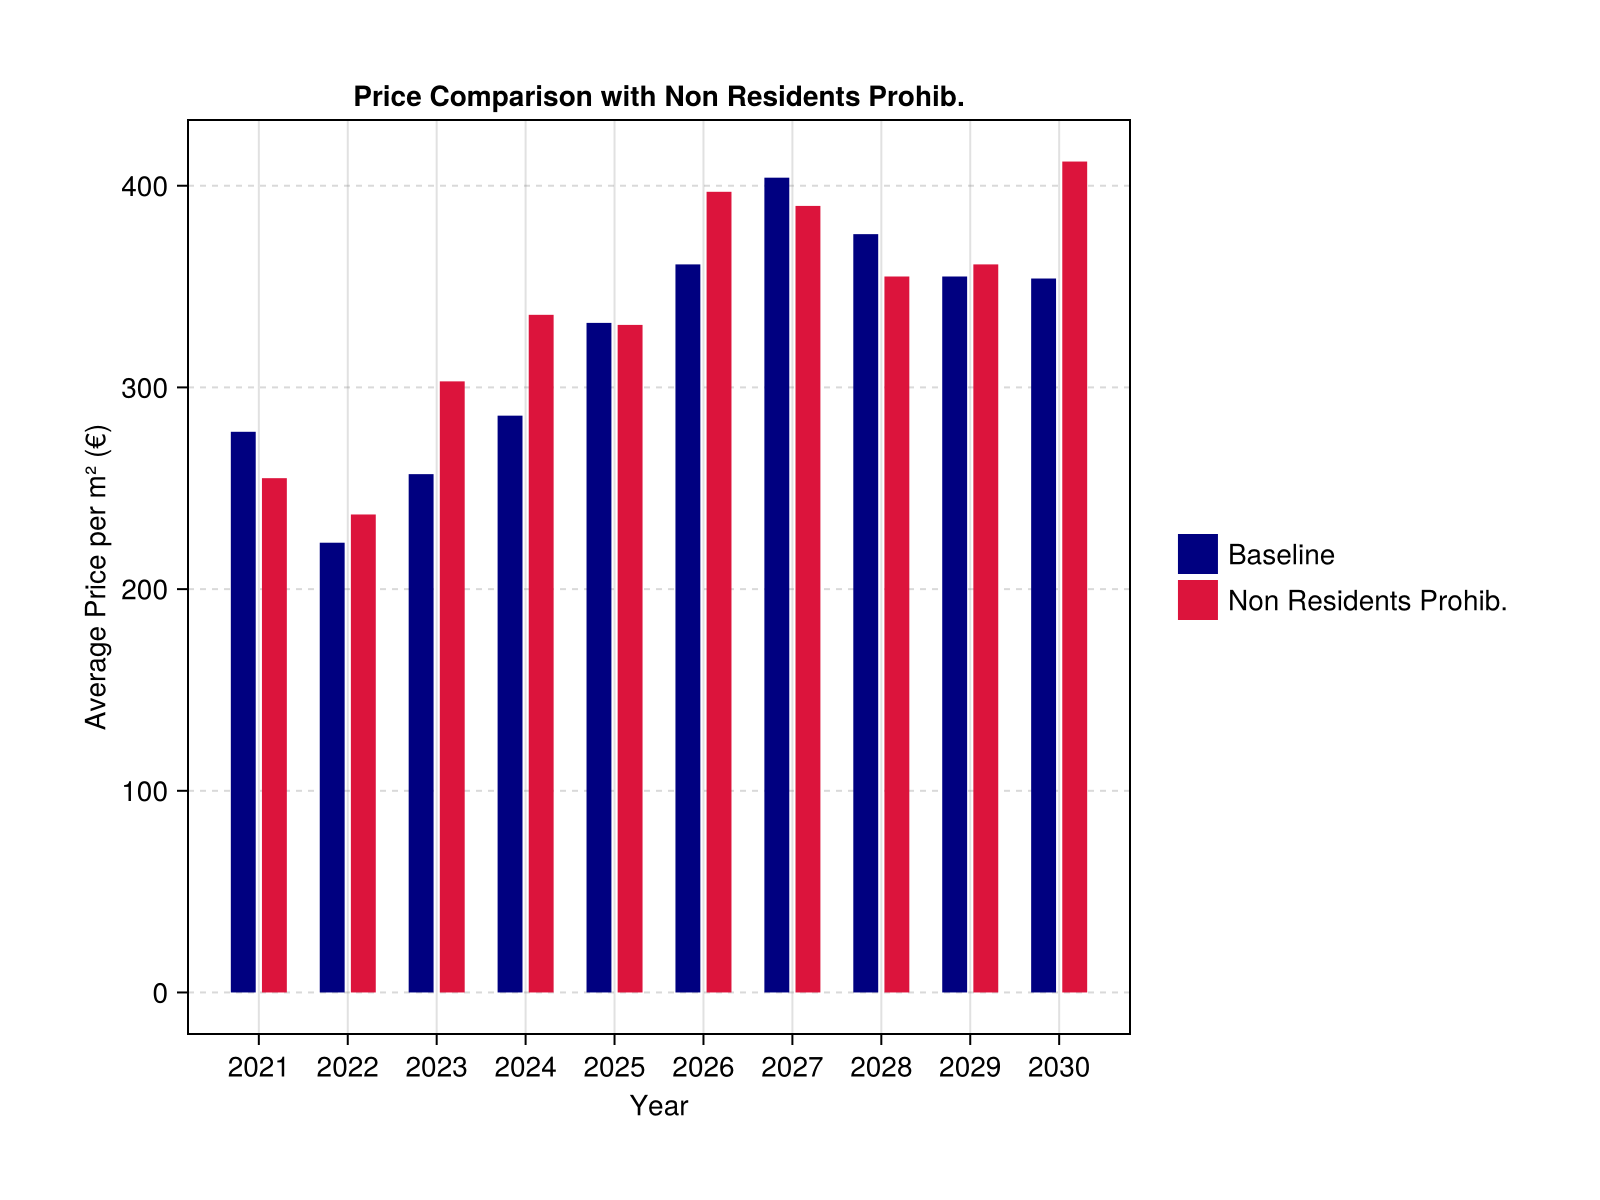 Price Comparison with Non Residents Prohib.
Average Price per m² (€)
400
300
200
100
0
2021 2022 2023 2024 2025 2026 2027 2028 2029 2030
Year
Baseline
Non Residents Prohib.